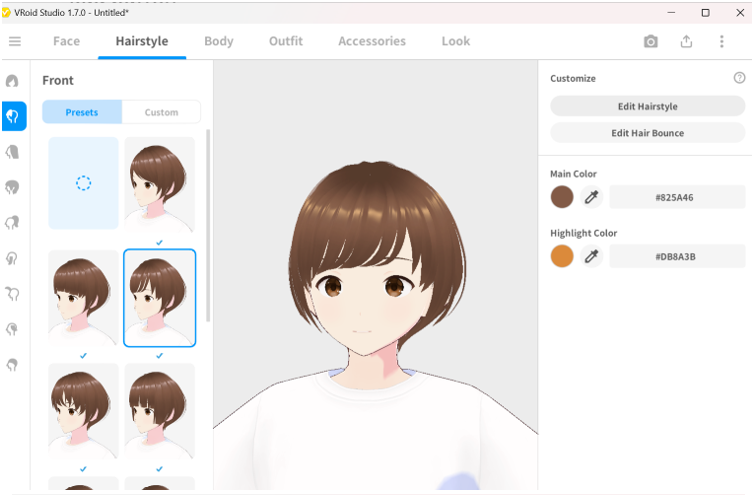 VRoid Studio 1.7.0 - Untitled*
Face Hairstyle Body Outfit Accessories Look
Front
Presets Custom
Customize
Edit Hairstyle
Edit Hair Bounce
Main Color
#825A46
Highlight Color
#DB8A3B